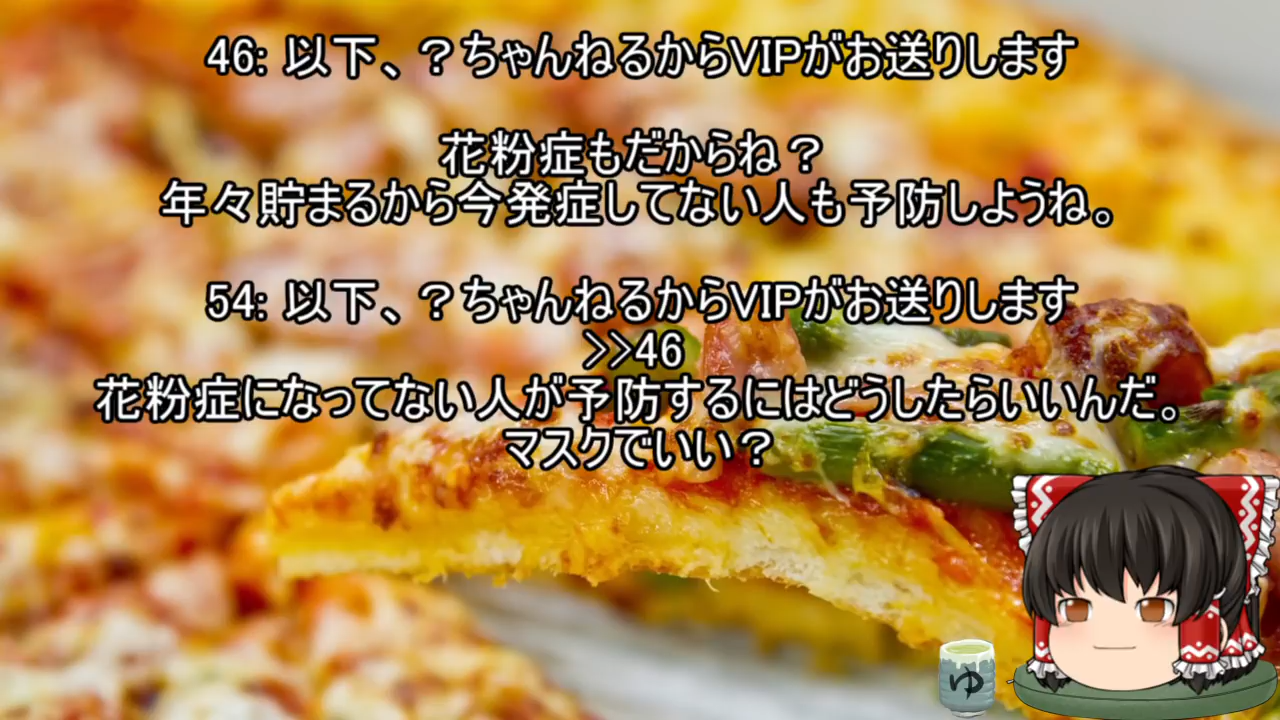 46: 以下、？ちゃんねるからVIPがお送りします
花粉症もだからね？
年々貯まるから今発症してない人も予防しようね。
54: 以下、？ちゃんねるからVIPがお送りします
>>46
花粉症になってない人が予防するにはどうしたらいいんだ。
マスクでいい？
ゆ